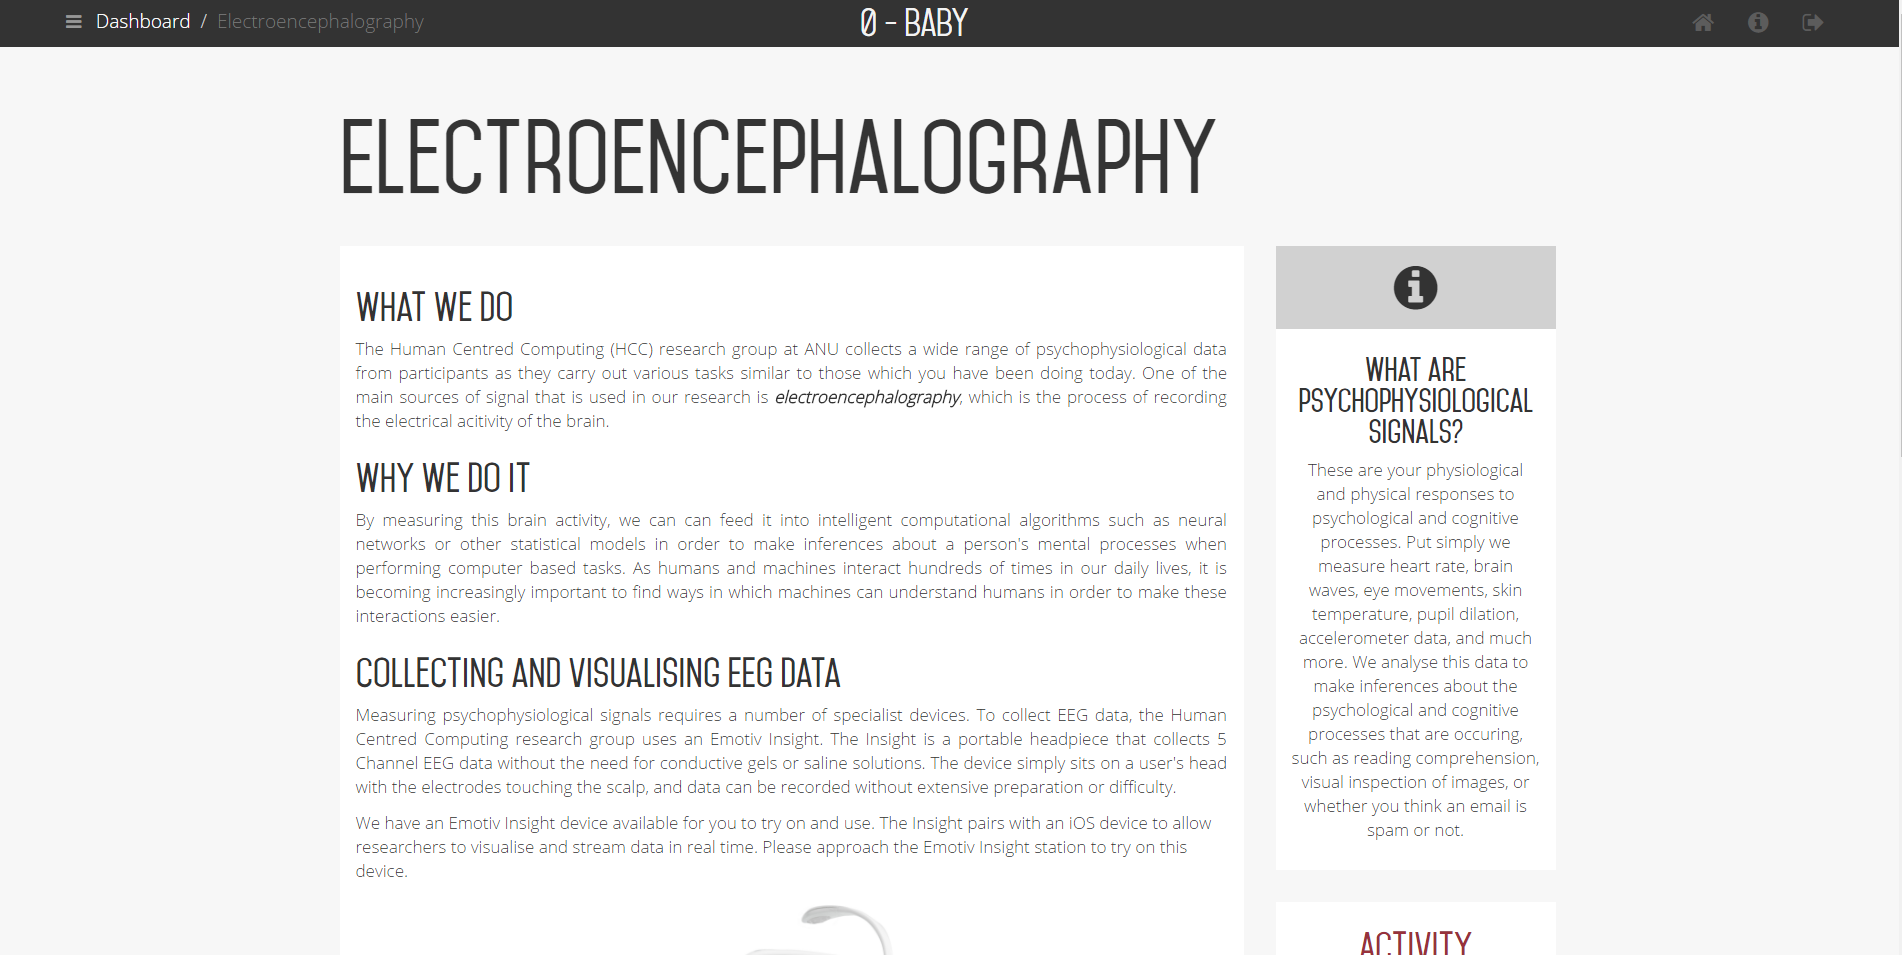 Dashboard / Electroencephalography
0 - BABY
ELECTROENCEPHALOGRAPHY
WHAT WE DO
The Human Centred Computing (HCC) research group at ANU collects a wide range of psychophysiological data
from participants as they carry out various tasks similar to those which you have been doing today. One of the
main sources of signal that is used in our research is electroencephalography, which is the process of recording
the electrical acitivity of the brain.
WHY WE DO IT
By measuring this brain activity, we can can feed it into intelligent computational algorithms such as neural
networks or other statistical models in order to make inferences about a person's mental processes when
performing computer based tasks. As humans and machines interact hundreds of times in our daily lives, it is
becoming increasingly important to find ways in which machines can understand humans in order to make these
interactions easier.
COLLECTING AND VISUALISING EEG DATA
Measuring psychophysiological signals requires a number of specialist devices. To collect EEG data, the Human
Centred Computing research group uses an Emotiv Insight. The Insight is a portable headpiece that collects 5
Channel EEG data without the need for conductive gels or saline solutions. The device simply sits on a user's head
with the electrodes touching the scalp, and data can be recorded without extensive preparation or difficulty.
We have an Emotiv Insight device available for you to try on and use. The Insight pairs with an iOS device to allow
researchers to visualise and stream data in real time. Please approach the Emotiv Insight station to try on this
device.
WHAT ARE
PSYCHOPHYSIOLOGICAL
SIGNALS?
These are your physiological
and physical responses to
psychological and cognitive
processes. Put simply we
measure heart rate, brain
waves, eye movements, skin
temperature, pupil dilation,
accelerometer data, and much
more. We analyse this data to
make inferences about the
psychological and cognitive
processes that are occuring,
such as reading comprehension,
visual inspection of images, or
whether you think an email is
spam or not.
ACTIVITY